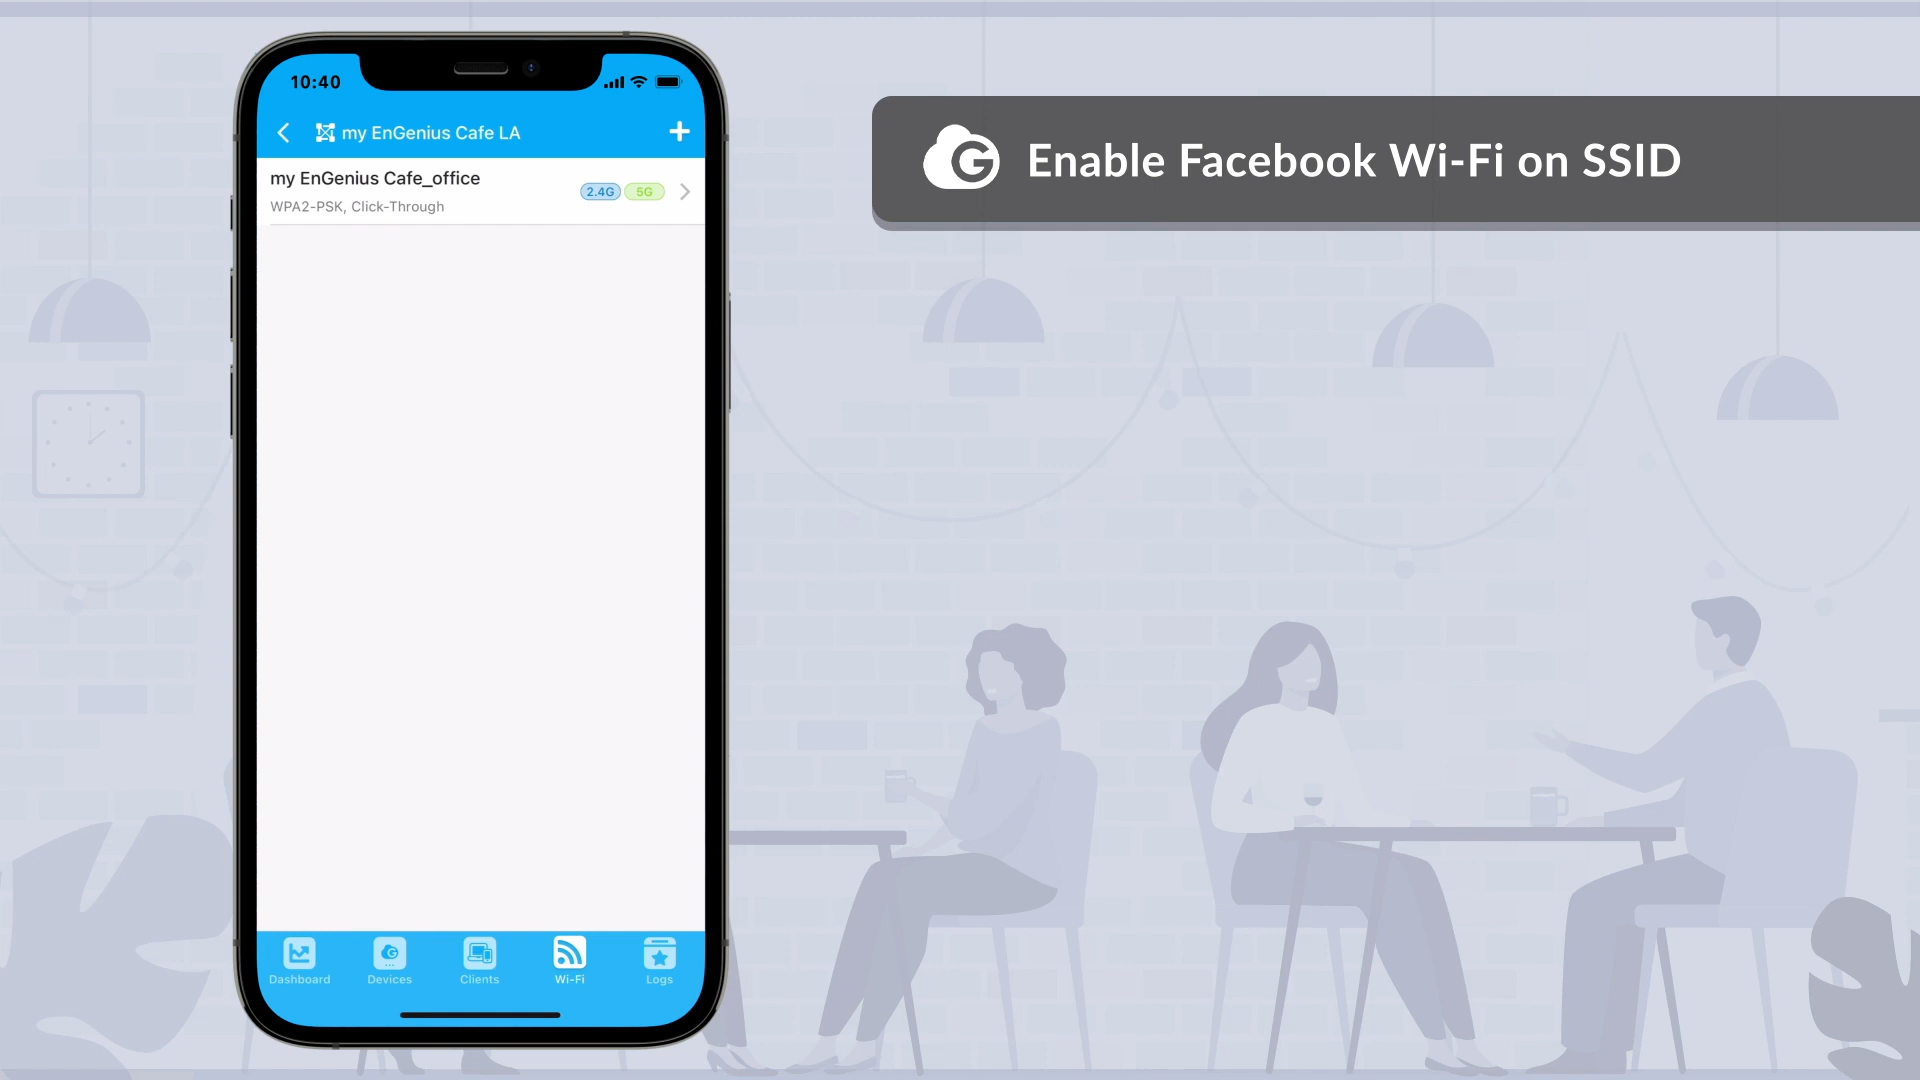 10:40
my EnGenius Cafe LA
my EnGenius Cafe_office
2.4G 5G
WPA2-PSK, Click-Through
Dashboard Devices Clients Wi-Fi Logs
Enable Facebook Wi-Fi on SSID